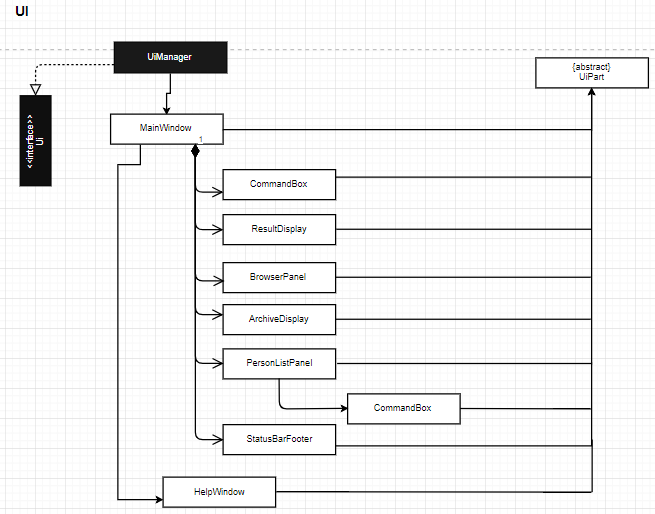 UI
UiManager
{abstract}
UiPart
<<interface>>
Ui
MainWindow
1
CommandBox
ResultDisplay
BrowserPanel
ArchiveDisplay
PersonListPanel
CommandBox
StatusBarFooter
HelpWindow